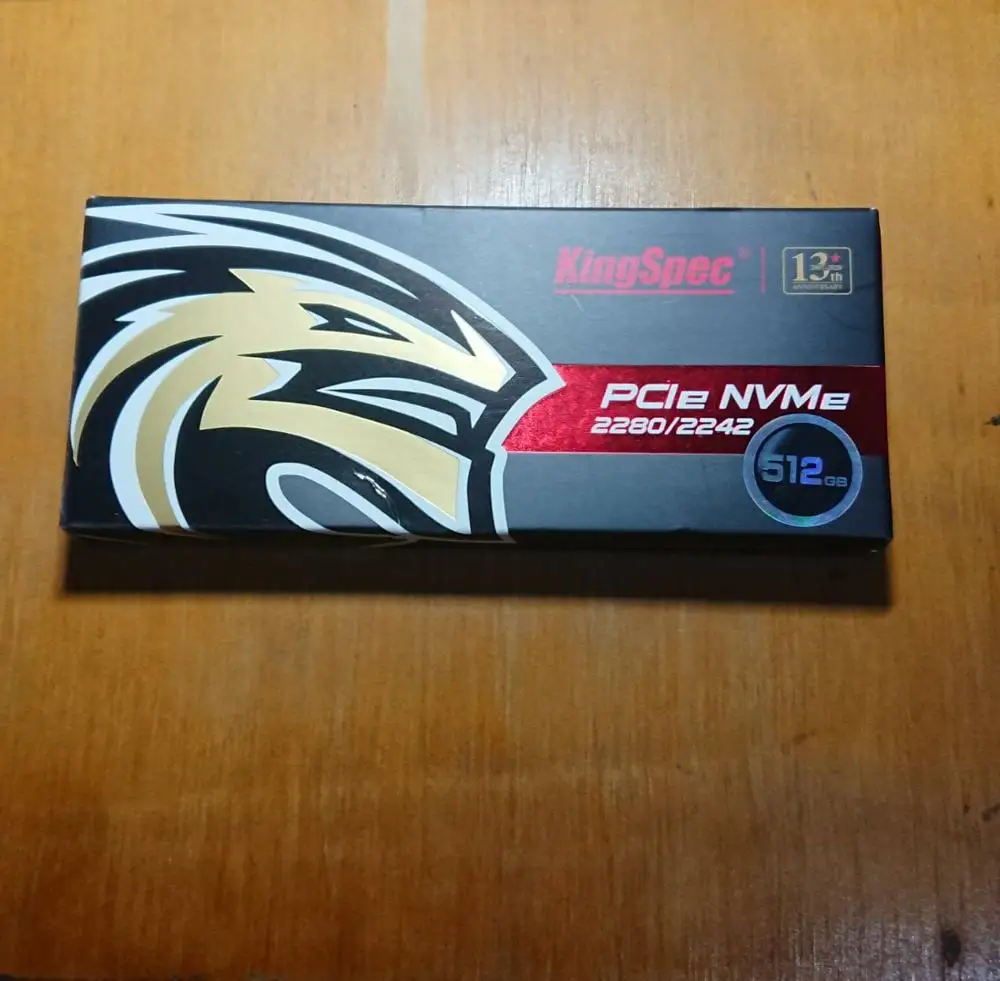 KingSpec®
13th
ANNIVERSARY
PCIe NVMe
2280/2242
512GB